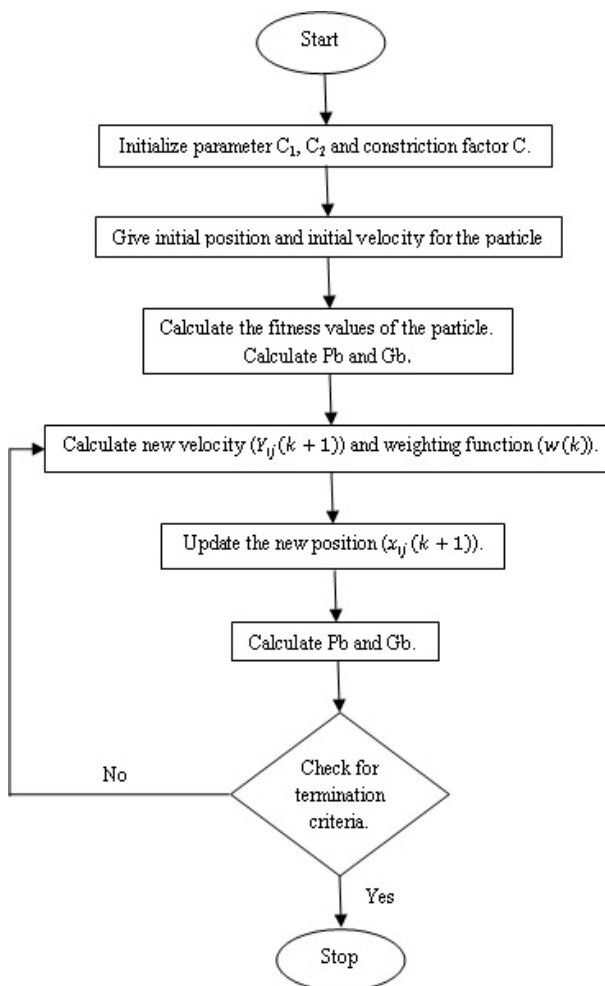 Start
Initialize parameter C₁, C₂ and constriction factor C.
Give initial position and initial velocity for the particle
Calculate the fitness values of the particle.
Calculate Pb and Gb.
Calculate new velocity (Yᵢⱼ(k + 1)) and weighting function (w(k)).
Update the new position (xᵢⱼ(k + 1)).
Calculate Pb and Gb.
No
Check for
termination
criteria.
Yes
Stop